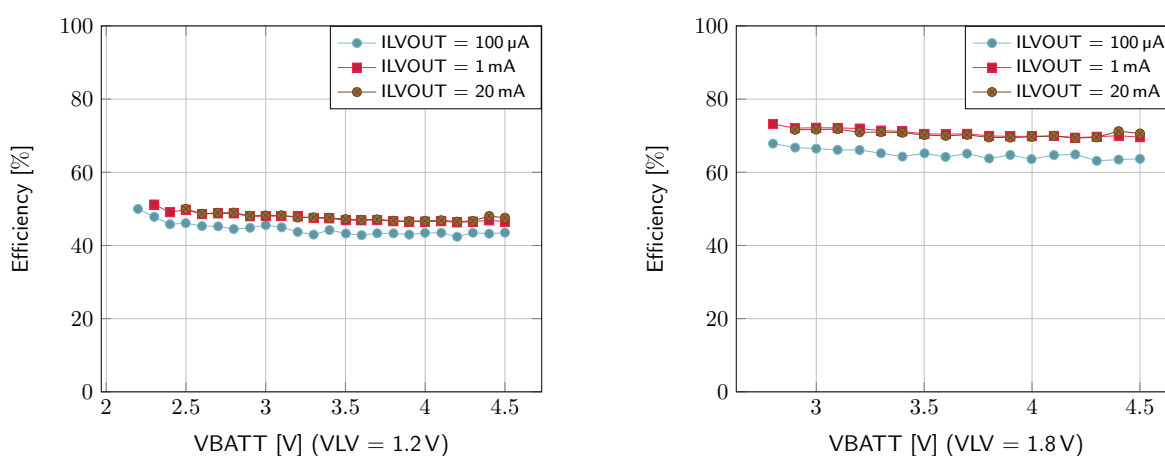 100
80
60
40
20
0
Efficiency [%]
2
2.5
3
3.5
4
4.5
VBATT [V] (VLV = 1.2 V)
ILVOUT = 100 µA
ILVOUT = 1 mA
ILVOUT = 20 mA
100
80
60
40
20
0
Efficiency [%]
3
3.5
4
4.5
VBATT [V] (VLV = 1.8 V)
ILVOUT = 100 µA
ILVOUT = 1 mA
ILVOUT = 20 mA